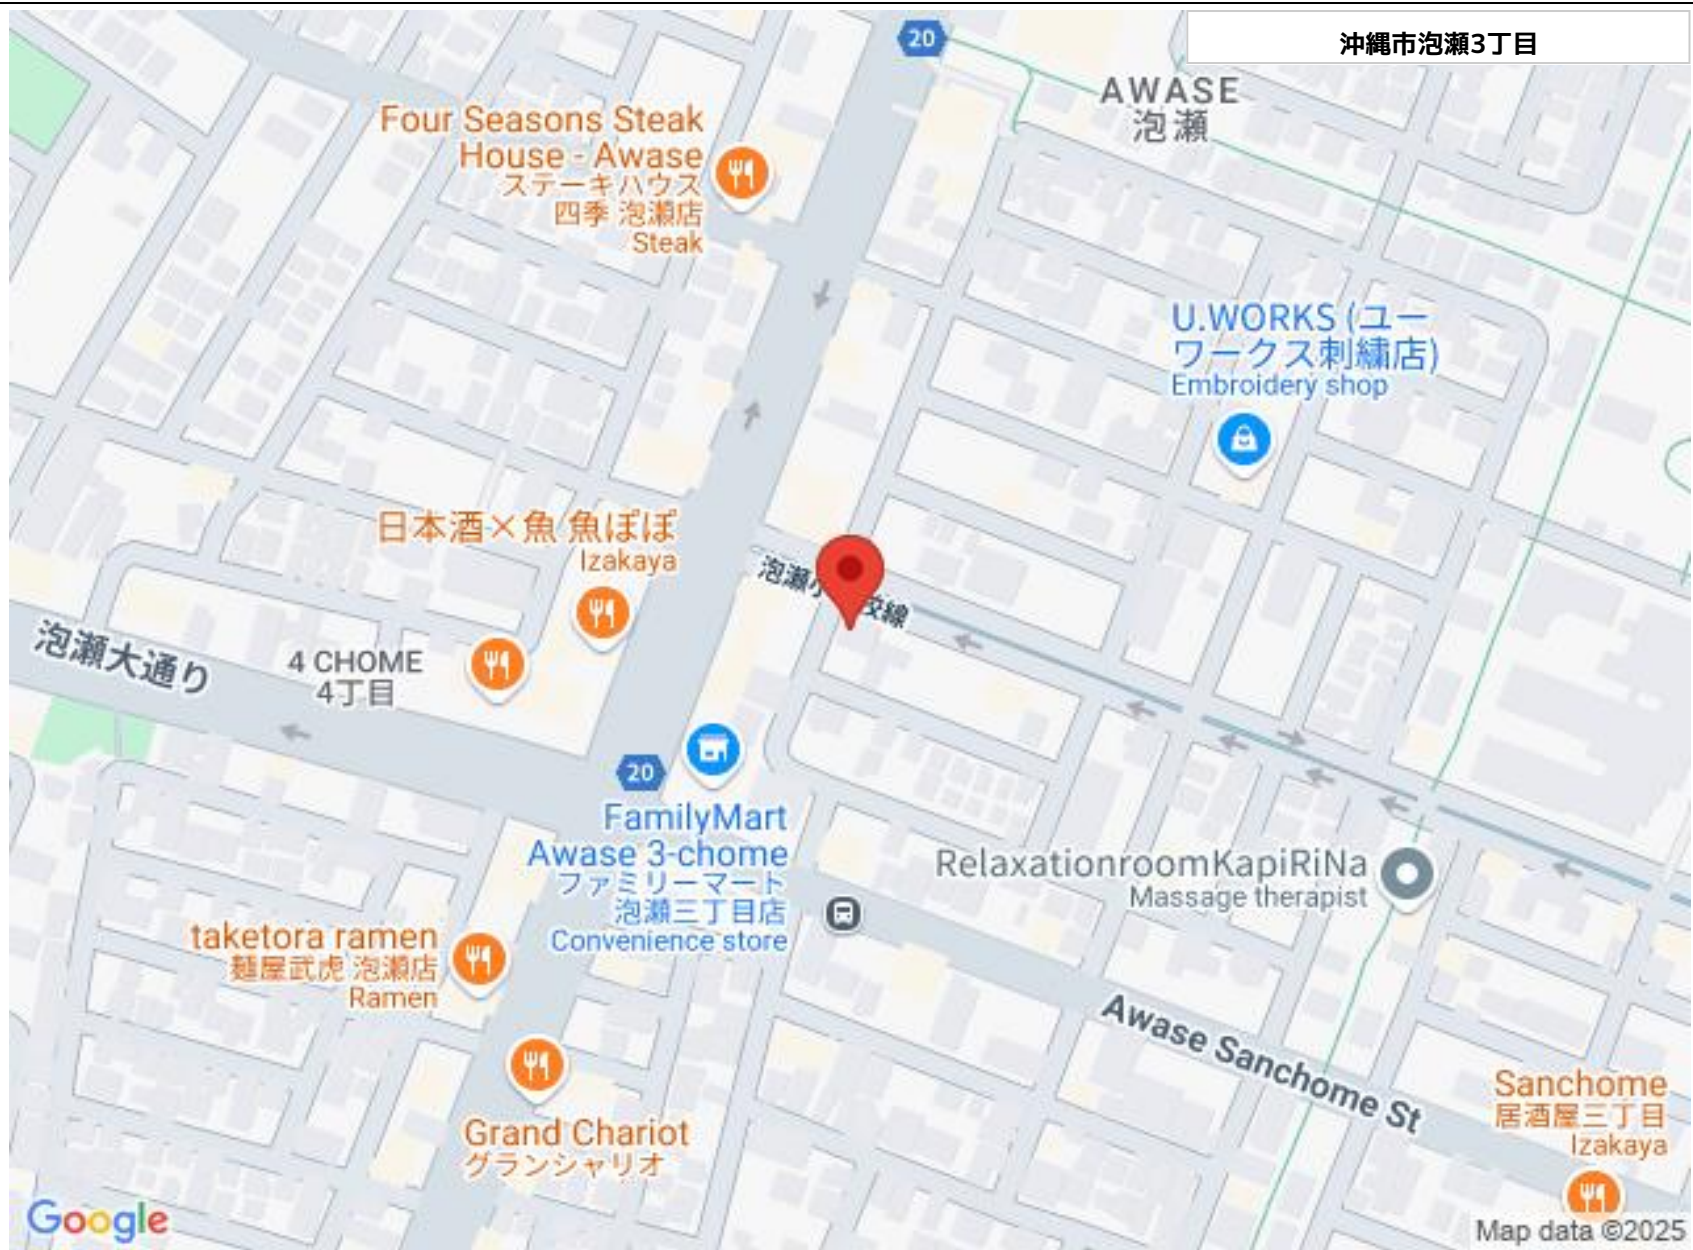 沖縄市泡瀬3丁目
20
AWASE
泡瀬
Four Seasons Steak
House - Awase
ステーキハウス
四季 泡瀬店
Steak
U.WORKS (ユー
ワークス刺繍店)
Embroidery shop
日本酒×魚 魚ぽぽ
Izakaya
泡瀬
校線
泡瀬大通り
4 CHOME
4丁目
20
FamilyMart
Awase 3-chome
ファミリーマート
泡瀬三丁目店
Convenience store
RelaxationroomKapiRiNa
Massage therapist
taketora ramen
麺屋武虎 泡瀬店
Ramen
Awase Sanchome St
Grand Chariot
グランシャリオ
Sanchome
居酒屋三丁目
Izakaya
Google
Map data ©2025